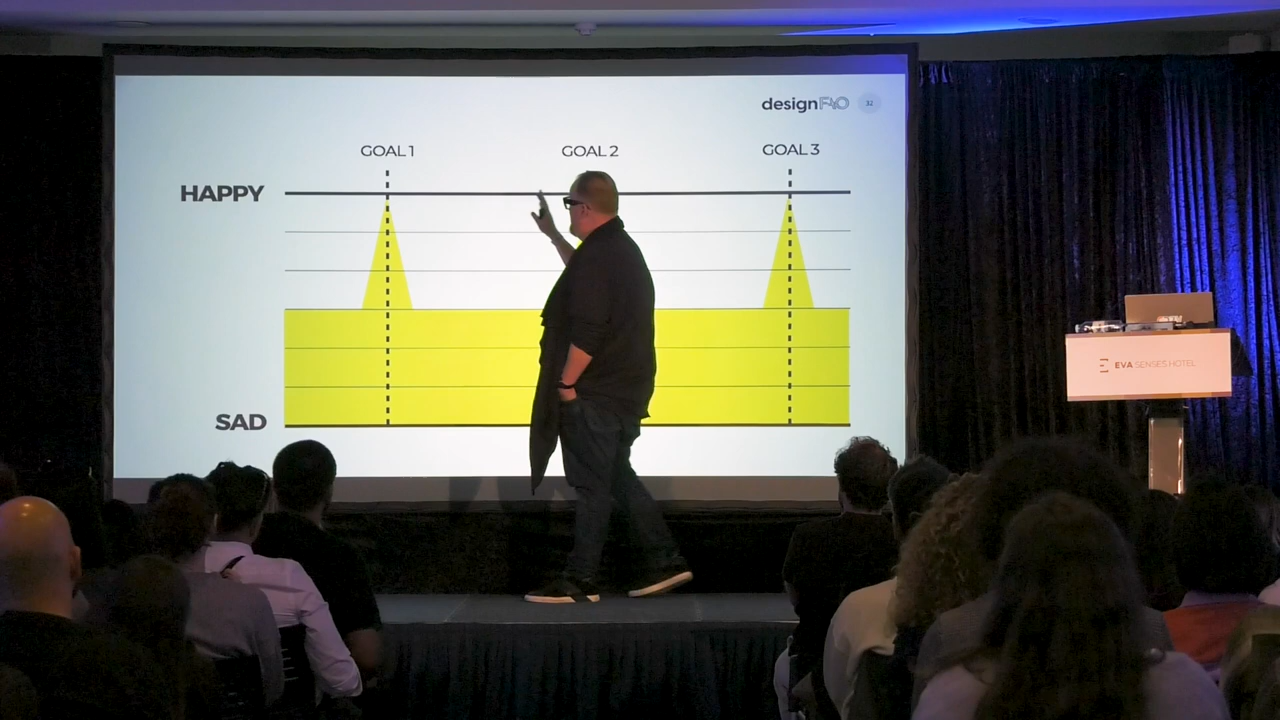 designFAO
32
GOAL 1
GOAL 2
GOAL 3
HAPPY
SAD
EVA SENSES HOTEL